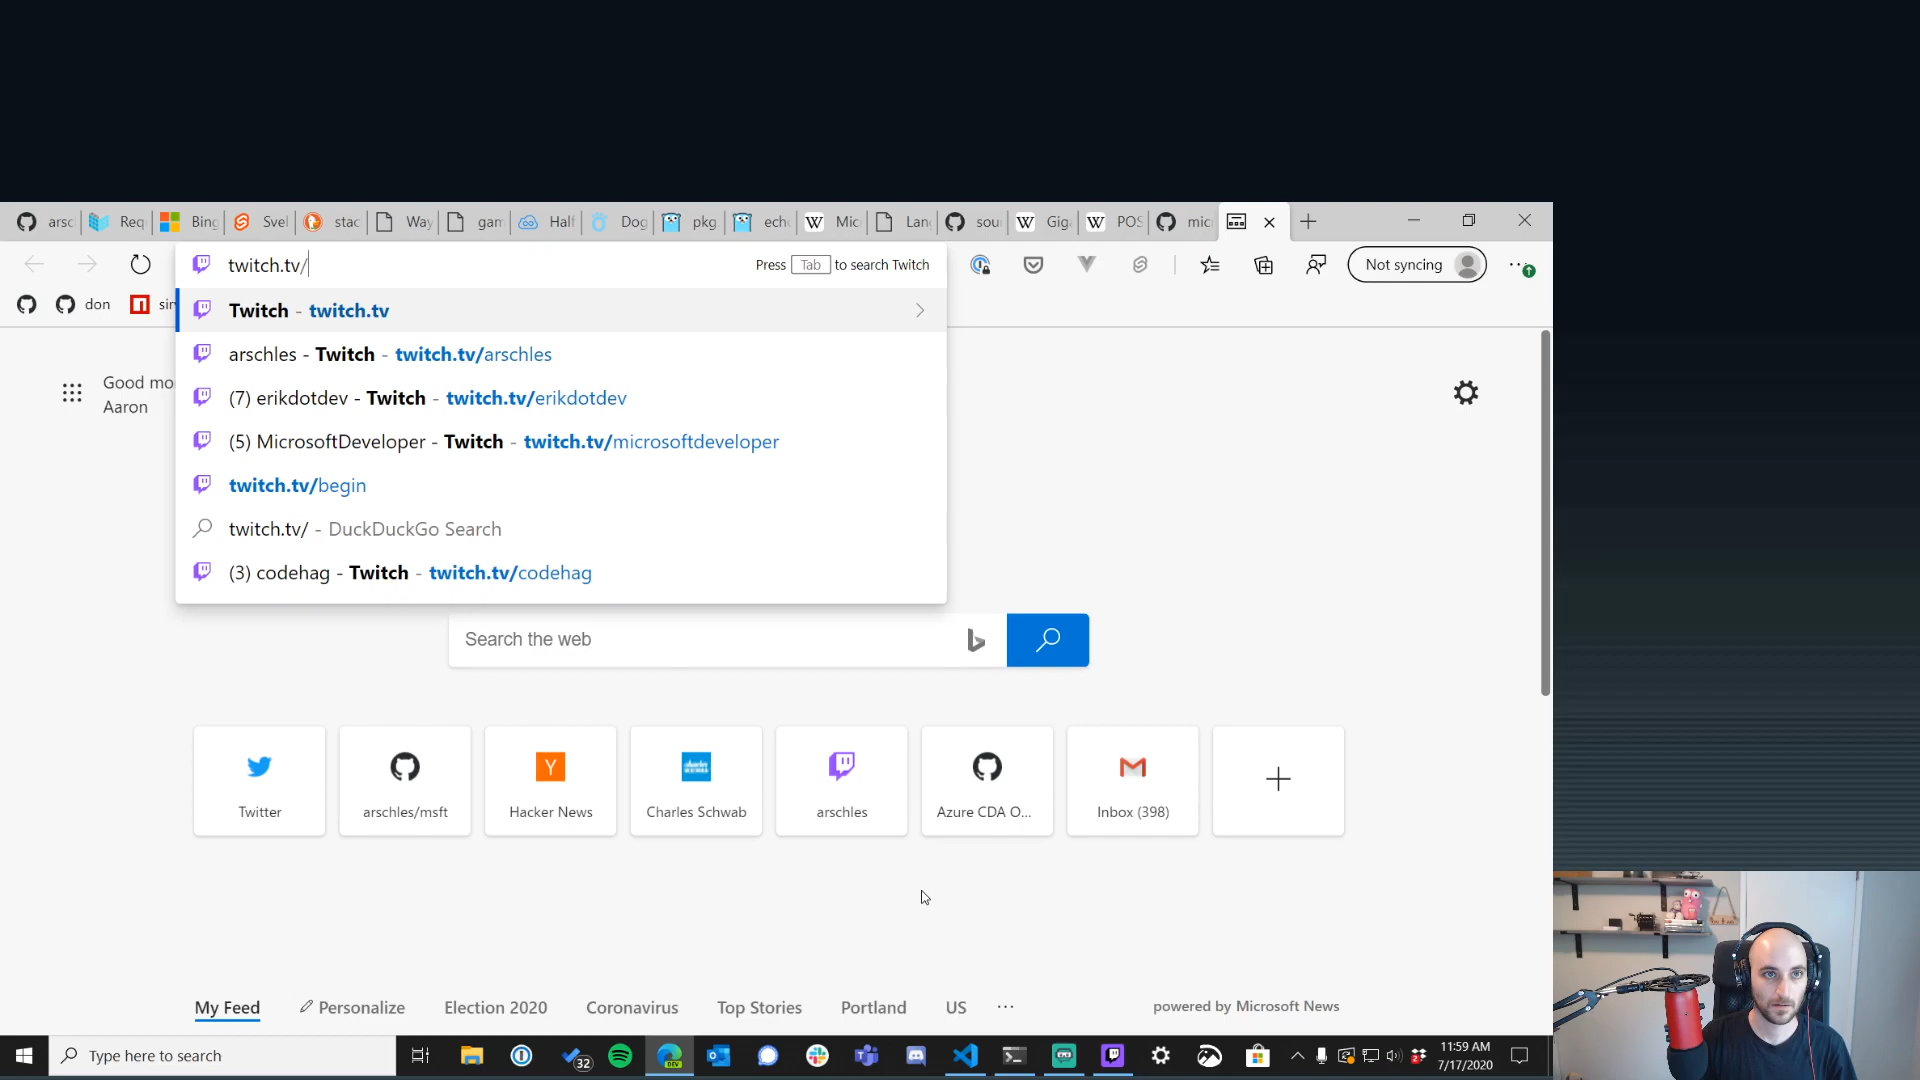 arsc Req Bing Svel stac Way gam Half Dog pkg ech Mic Lan sou Gig POS mic
twitch.tv/ Press Tab to search Twitch Not syncing
don sin
Twitch - twitch.tv
arschles - Twitch - twitch.tv/arschles
(7) erikdotdev - Twitch - twitch.tv/erikdotdev
(5) MicrosoftDeveloper - Twitch - twitch.tv/microsoftdeveloper
twitch.tv/begin
twitch.tv/ - DuckDuckGo Search
(3) codehag - Twitch - twitch.tv/codehag
Good mo
Aaron
Search the web
Twitter arschles/msft Hacker News Charles Schwab arschles Azure CDA O... Inbox (398)
My Feed Personalize Election 2020 Coronavirus Top Stories Portland US ... powered by Microsoft News
Type here to search 32 DEV 11:59 AM
7/17/2020